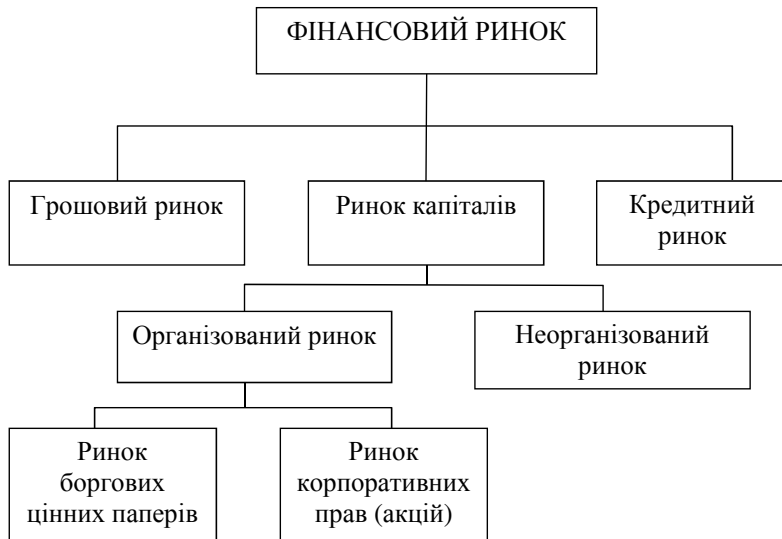 ФІНАНСОВИЙ РИНОК
Грошовий ринок
Ринок капіталів
Кредитний
ринок
Організований ринок
Неорганізований
ринок
Ринок
боргових
цінних паперів
Ринок
корпоративних
прав (акцій)